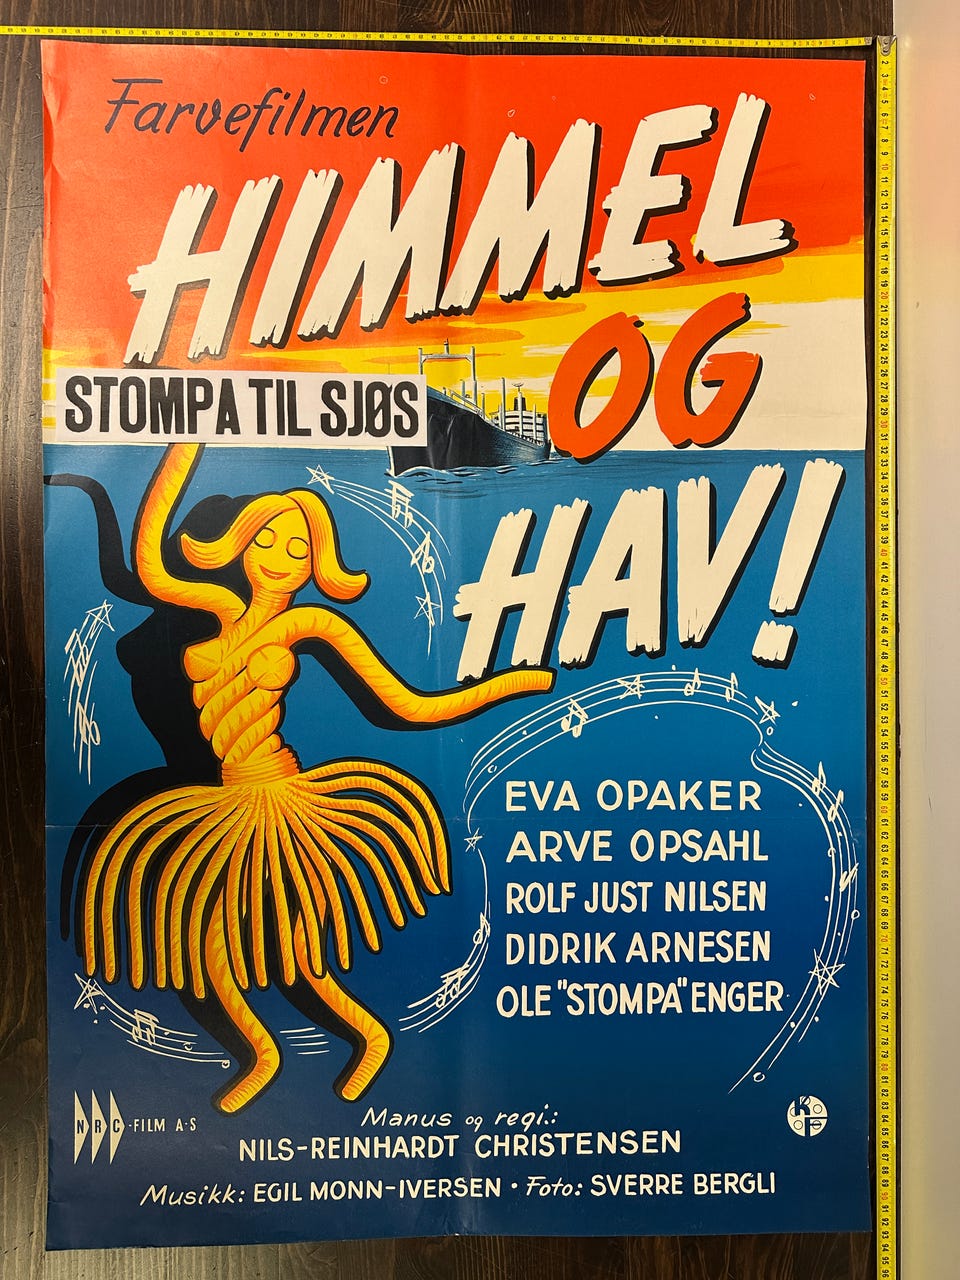 Farvefilmen
HIMMEL
OG
HAV!
STOMPA TIL SJØS
EVA OPAKER
ARVE OPSAHL
ROLF JUST NILSEN
DIDRIK ARNESEN
OLE "STOMPA" ENGER
NRC-FILM A-S
Manus og regi.:
NILS-REINHARDT CHRISTENSEN
Musikk: EGIL MONN-IVERSEN · Foto: SVERRE BERGLI